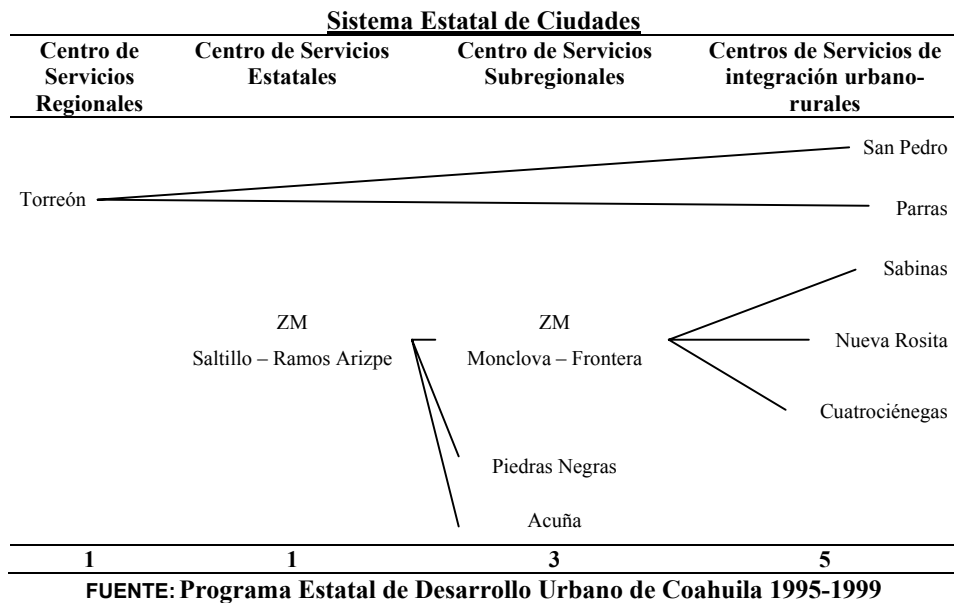 Sistema Estatal de Ciudades
Centro de Servicios Regionales
Centro de Servicios Estatales
Centro de Servicios Subregionales
Centros de Servicios de integración urbano-rurales
San Pedro
Torreón
Parras
Sabinas
ZM
Saltillo – Ramos Arizpe
ZM
Monclova – Frontera
Nueva Rosita
Cuatrociénegas
Piedras Negras
Acuña
1 1 3 5
FUENTE: Programa Estatal de Desarrollo Urbano de Coahuila 1995-1999